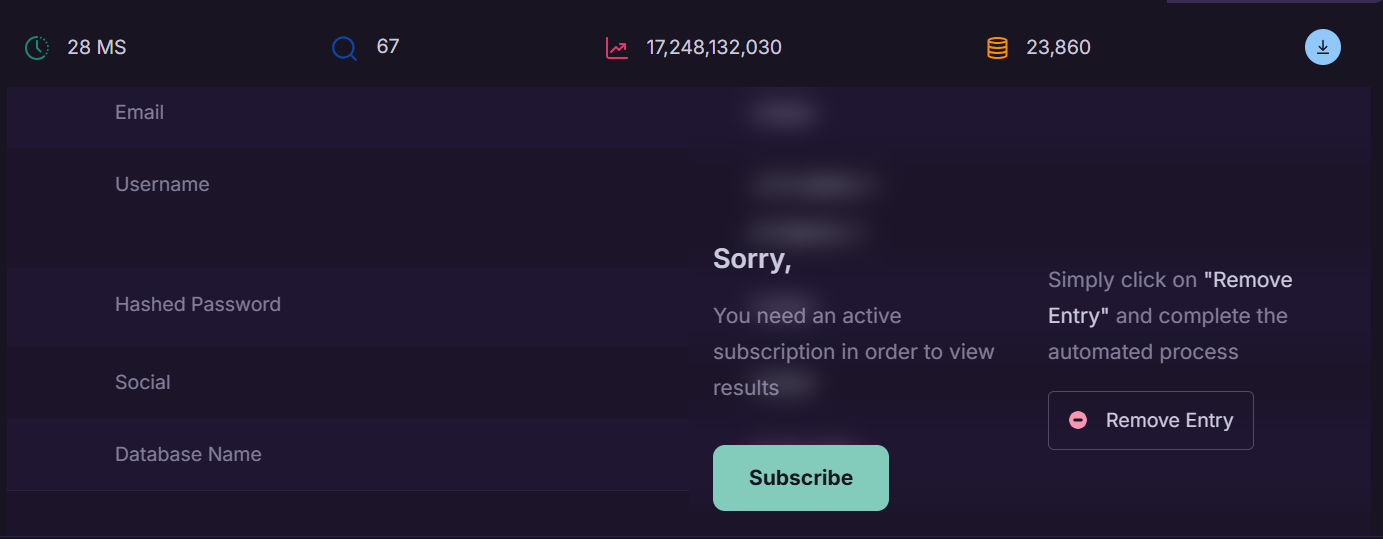 28 MS
67
17,248,132,030
23,860
Email
Username
Hashed Password
Social
Database Name
Sorry,
You need an active
subscription in order to view
results
Subscribe
Simply click on "Remove
Entry" and complete the
automated process
Remove Entry